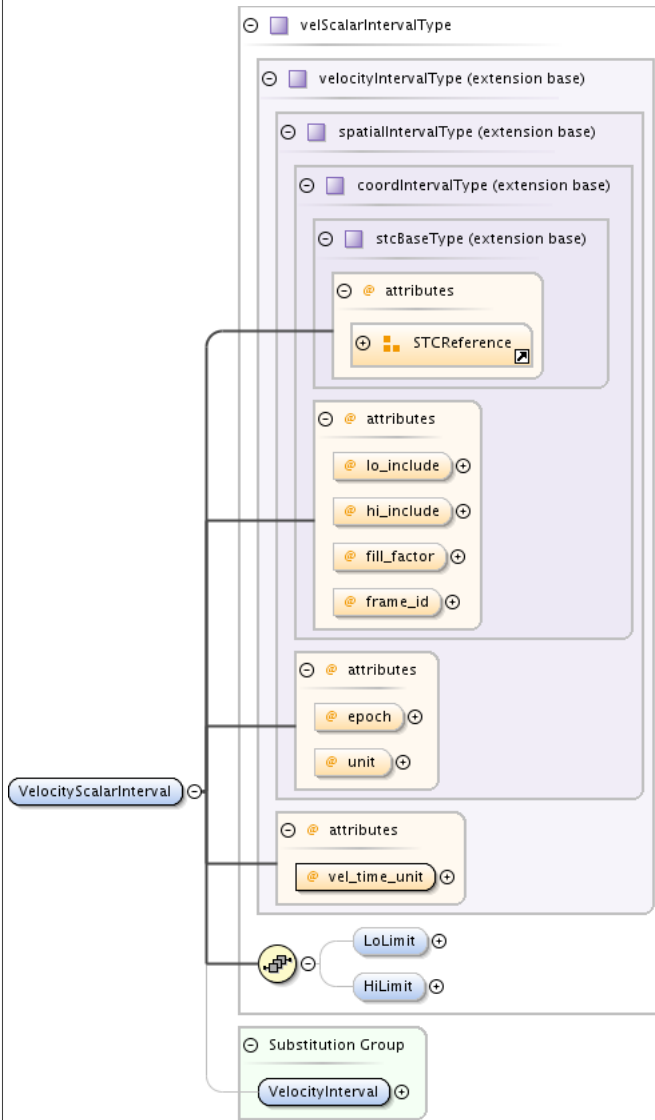 velScalarIntervalType
velocityIntervalType (extension base)
spatialIntervalType (extension base)
coordIntervalType (extension base)
stcBaseType (extension base)
@ attributes
STCReference
@ attributes
@ lo_include
@ hi_include
@ fill_factor
@ frame_id
@ attributes
@ epoch
@ unit
VelocityScalarInterval
@ attributes
@ vel_time_unit
LoLimit
HiLimit
Substitution Group
VelocityInterval